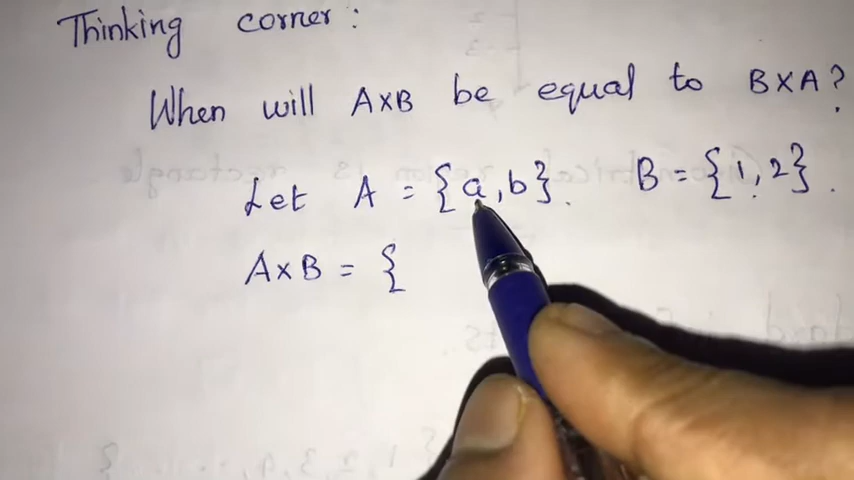 Thinking corner :
When will A×B be equal to B×A?
Let A = {a, b}. B = {1, 2}.
A×B = {